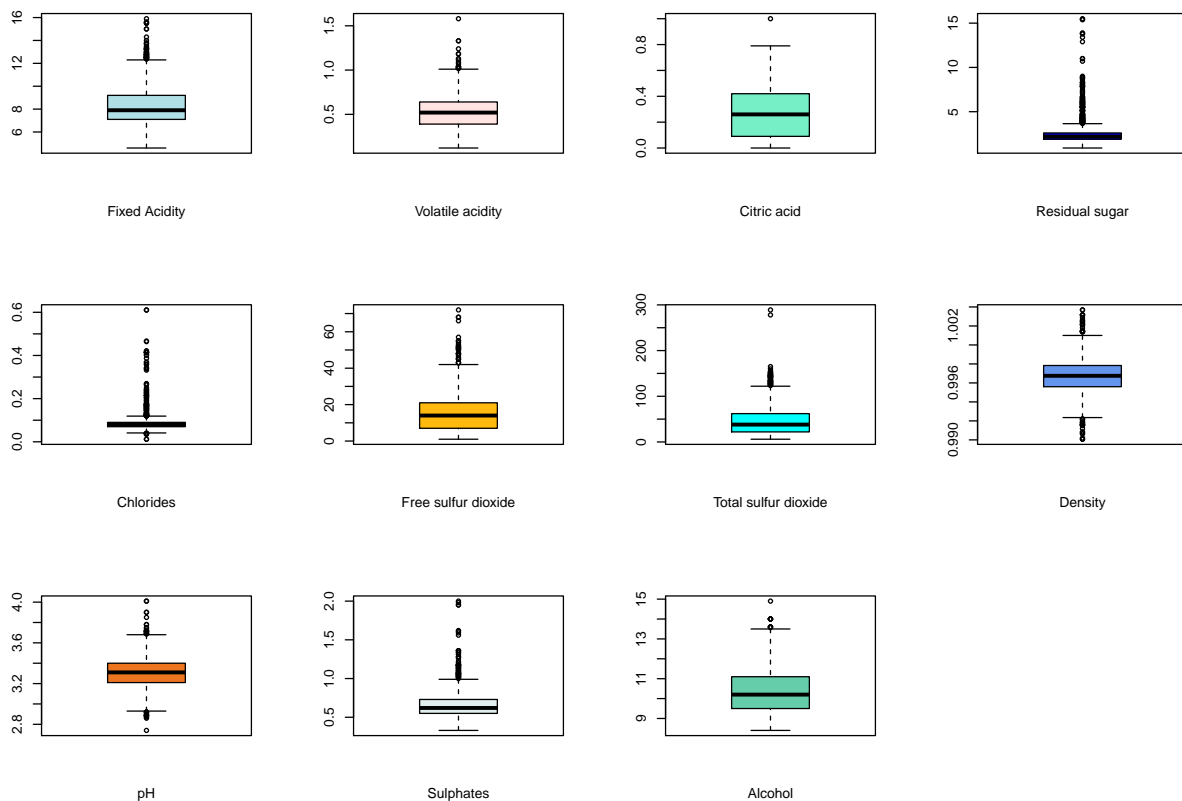 6 8 12 16
Fixed Acidity
0.5 1.0 1.5
Volatile acidity
0.0 0.4 0.8
Citric acid
5 10 15
Residual sugar
0.0 0.2 0.4 0.6
Chlorides
0 20 40 60
Free sulfur dioxide
0 100 200 300
Total sulfur dioxide
0.990 0.996 1.002
Density
2.8 3.2 3.6 4.0
pH
0.5 1.0 1.5 2.0
Sulphates
9 11 13 15
Alcohol